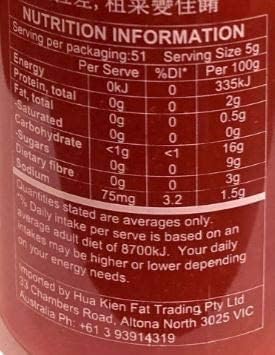 菜變佳餚
NUTRITION INFORMATION
Serving per packaging:51 Serving Size 5g
Per Serve %DI* Per 100g
Energy 0kJ 0 335kJ
Protein, total 0g 0 2g
Fat, total 0g 0 0.5g
-Saturated 0g 0 0g
Carbohydrate <1g <1 16g
-Sugars 0g 0 9g
Dietary fibre 0g 0 3g
Sodium 75mg 3.2 1.5g
Quantities stated are averages only.
% Daily intake per serve is based on an
average adult diet of 8700kJ. Your daily
intakes may be higher or lower depending
on your energy needs.
Imported by Hua Kien Fat Trading Pty Ltd
33 Chambers Road, Altona North 3025 VIC
Australia Ph: +61 3 93914319